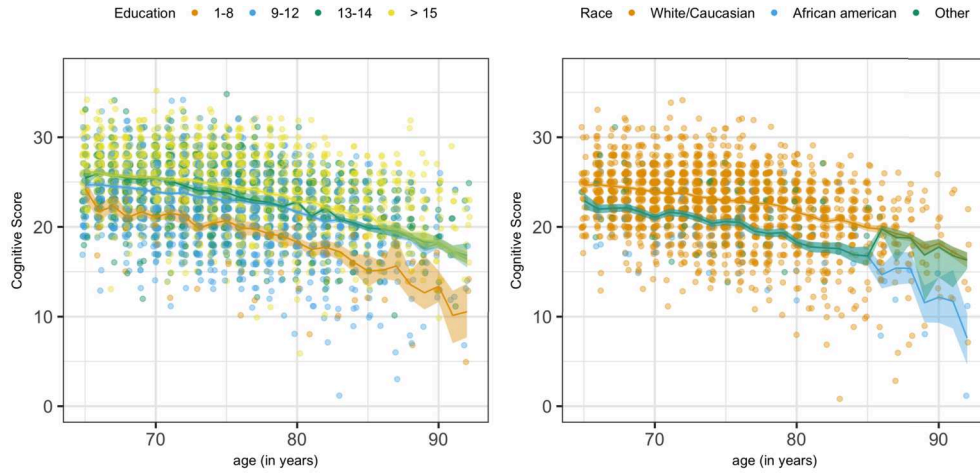 Education 1-8 9-12 13-14 > 15
Race White/Caucasian African american Other
30
20
10
0
Cognitive Score
70 80 90
age (in years)
30
20
10
0
Cognitive Score
70 80 90
age (in years)